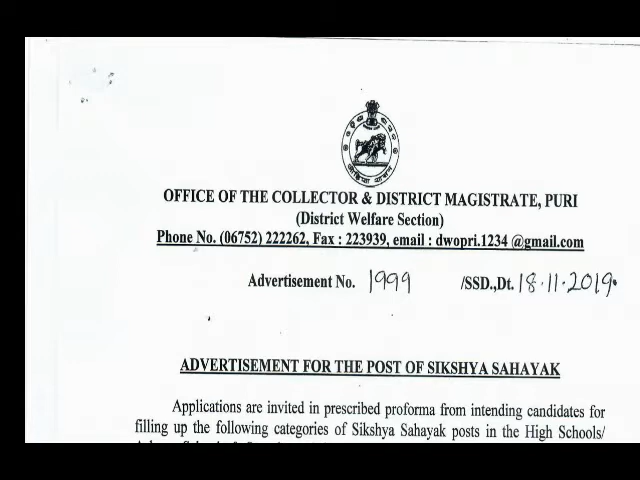 OFFICE OF THE COLLECTOR & DISTRICT MAGISTRATE, PURI
(District Welfare Section)
Phone No. (06752) 222262, Fax : 223939, email : dwopri.1234 @gmail.com
Advertisement No. 1999 /SSD.,Dt. 18.11.2019.
ADVERTISEMENT FOR THE POST OF SIKSHYA SAHAYAK
Applications are invited in prescribed proforma from intending candidates for
filling up the following categories of Sikshya Sahayak posts in the High Schools/